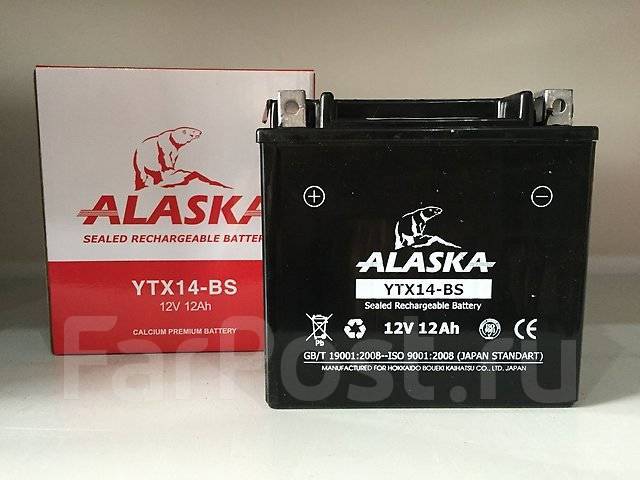 ALASKA
SEALED RECHARGEABLE BATTER
YTX14-BS
12V 12Ah
CALCIUM PREMIUM BATTERY
+ −
ALASKA
YTX14-BS
Sealed Rechargeable Battery
Pb
12V 12Ah
CE
GB/T 19001:2008--ISO 9001:2008 (JAPAN STANDART)
MANUFACTURED FOR HOKKAIDO BOUEKI KAIHATSU CO., LTD, JAPAN
FarPost.ru